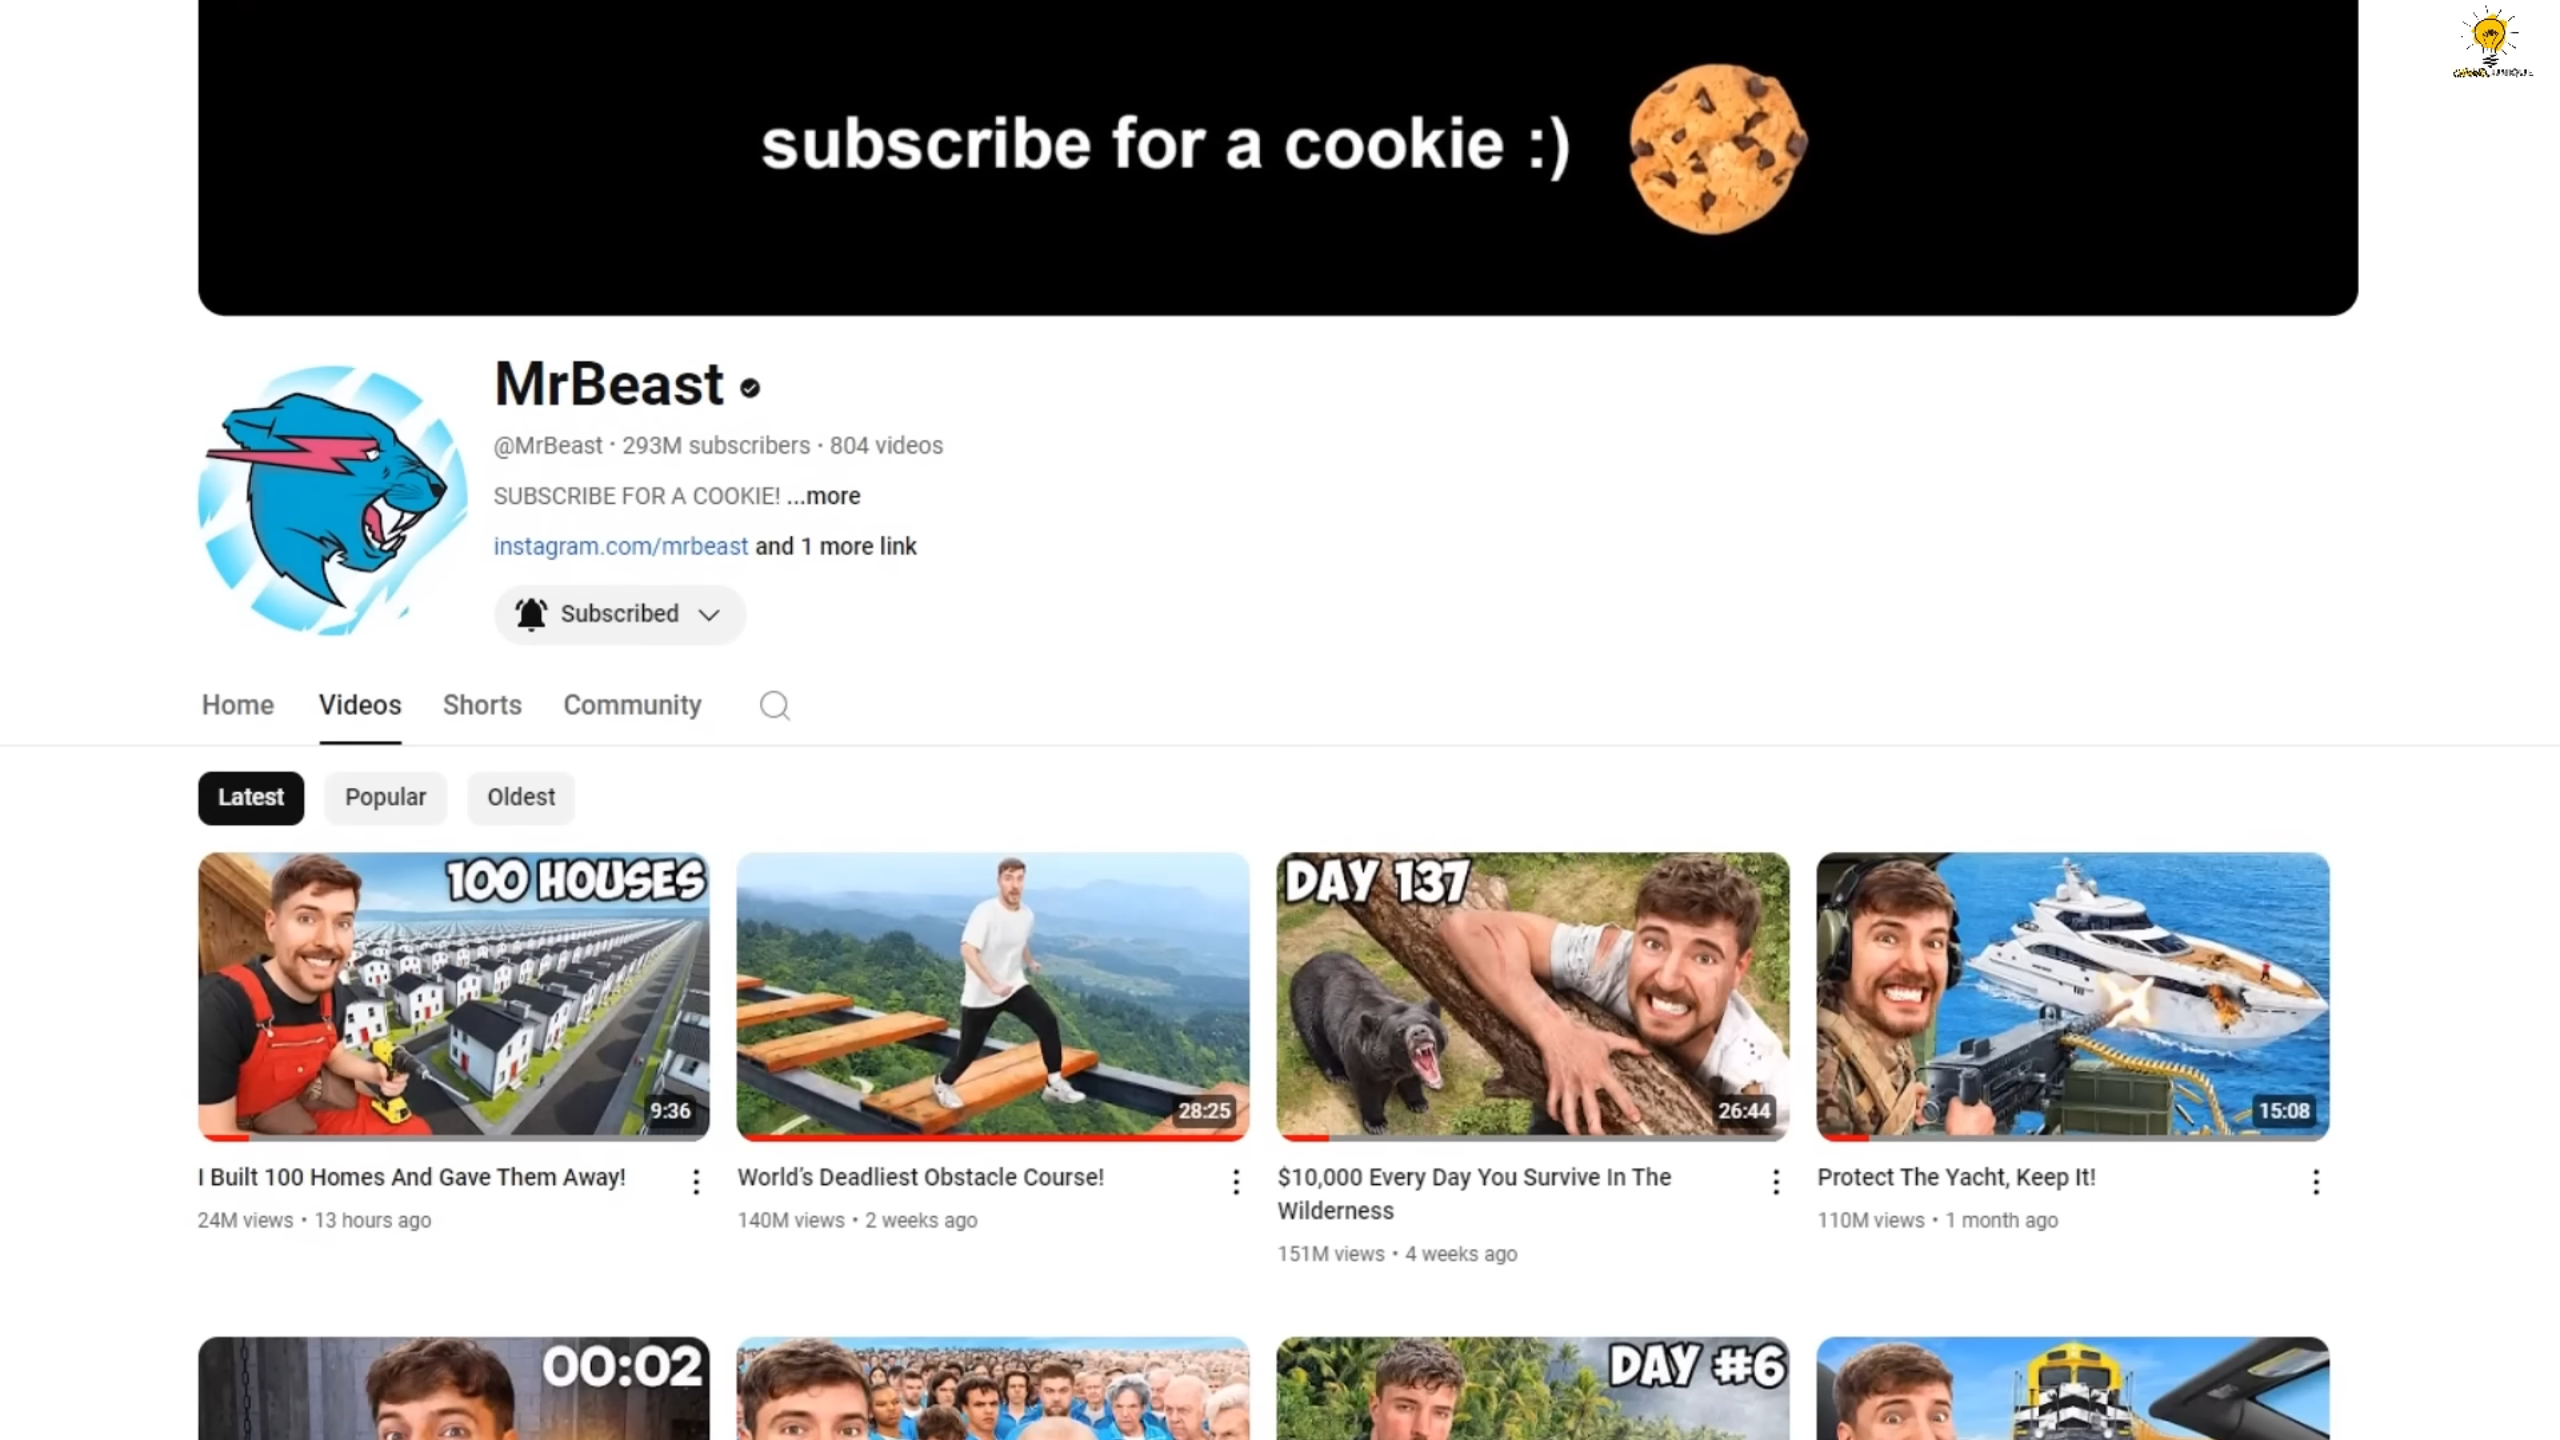 subscribe for a cookie :)
MrBeast
@MrBeast · 293M subscribers · 804 videos
SUBSCRIBE FOR A COOKIE! ...more
instagram.com/mrbeast and 1 more link
Subscribed
Home Videos Shorts Community
Latest Popular Oldest
100 HOUSES
9:36
28:25
DAY 137
26:44
15:08
I Built 100 Homes And Gave Them Away!
24M views • 13 hours ago
World's Deadliest Obstacle Course!
140M views • 2 weeks ago
$10,000 Every Day You Survive In The
Wilderness
151M views • 4 weeks ago
Protect The Yacht, Keep It!
110M views • 1 month ago
00:02
DAY #6